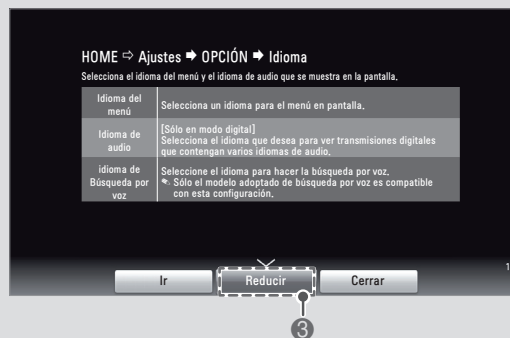 HOME ⇨ Ajustes ➡ OPCIÓN ➡ Idioma
Selecciona el idioma del menú y el idioma de audio que se muestra en la pantalla.
Idioma del
menú
Selecciona un idioma para el menú en pantalla.
Idioma de
audio
[Sólo en modo digital]
Selecciona el idioma que desea para ver transmisiones digitales
que contengan varios idiomas de audio.
idioma de
Búsqueda por
voz
Seleccione el idioma para hacer la búsqueda por voz.
✎ Sólo el modelo adoptado de búsqueda por voz es compatible
con esta configuración.
1
Ir
Reducir
Cerrar
3